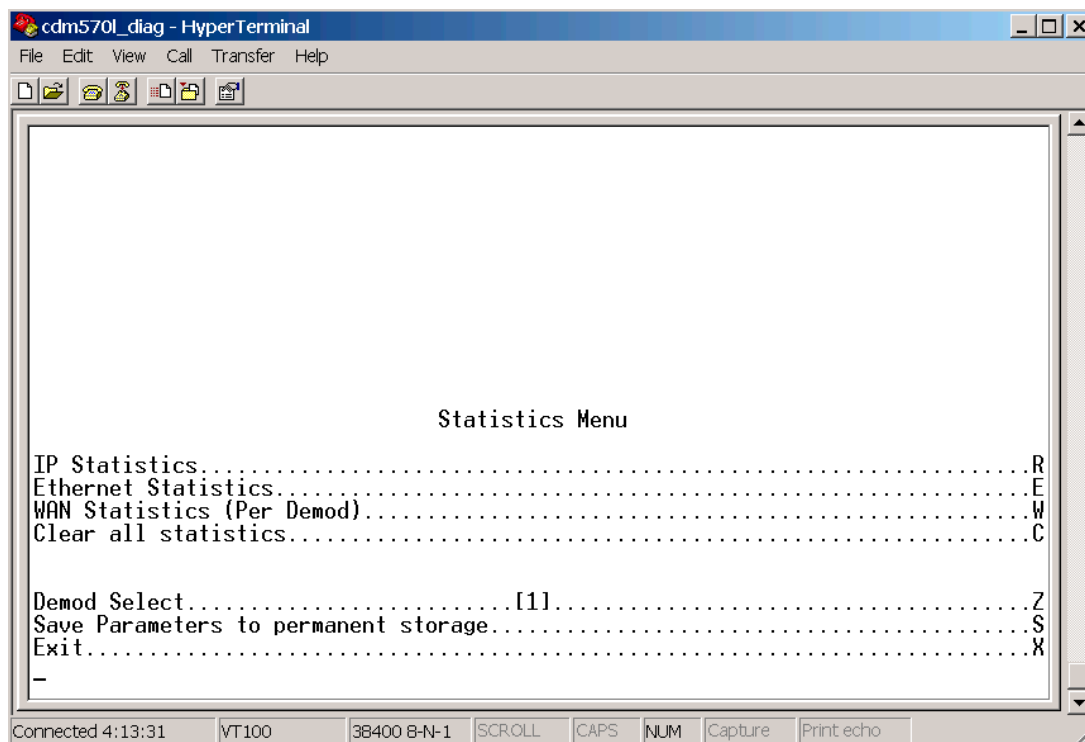 cdm570l_diag - HyperTerminal
File Edit View Call Transfer Help
Statistics Menu
IP Statistics..................................................................R
Ethernet Statistics............................................................E
WAN Statistics (Per Demod).....................................................W
Clear all statistics...........................................................C
Demod Select..........................[1]......................................Z
Save Parameters to permanent storage...........................................S
Exit...........................................................................X
Connected 4:13:31 VT100 38400 8-N-1 SCROLL CAPS NUM Capture Print echo